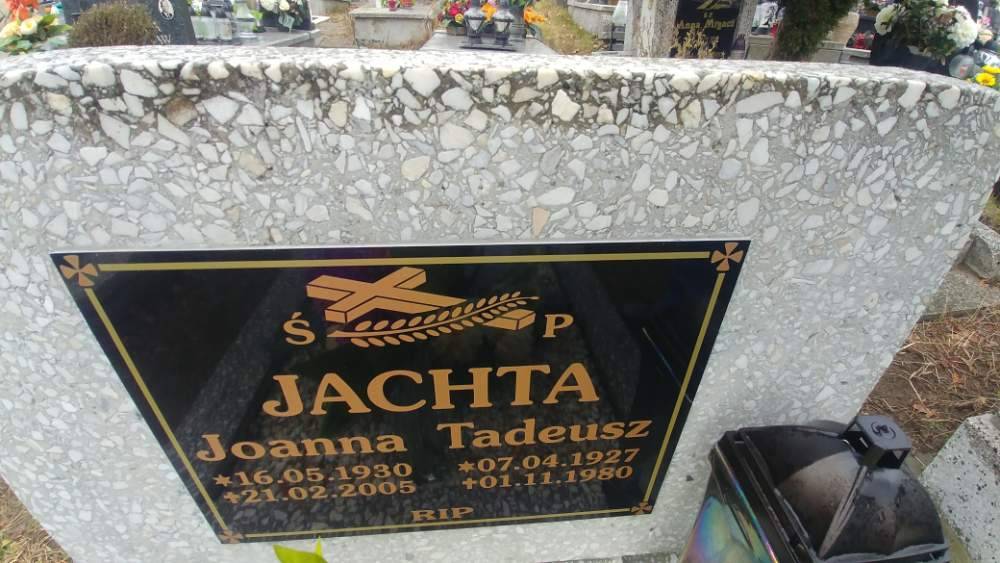 Ś P
JACHTA
Joanna Tadeusz
*16.05.1930 *07.04.1927
+21.02.2005 +01.11.1980
RIP